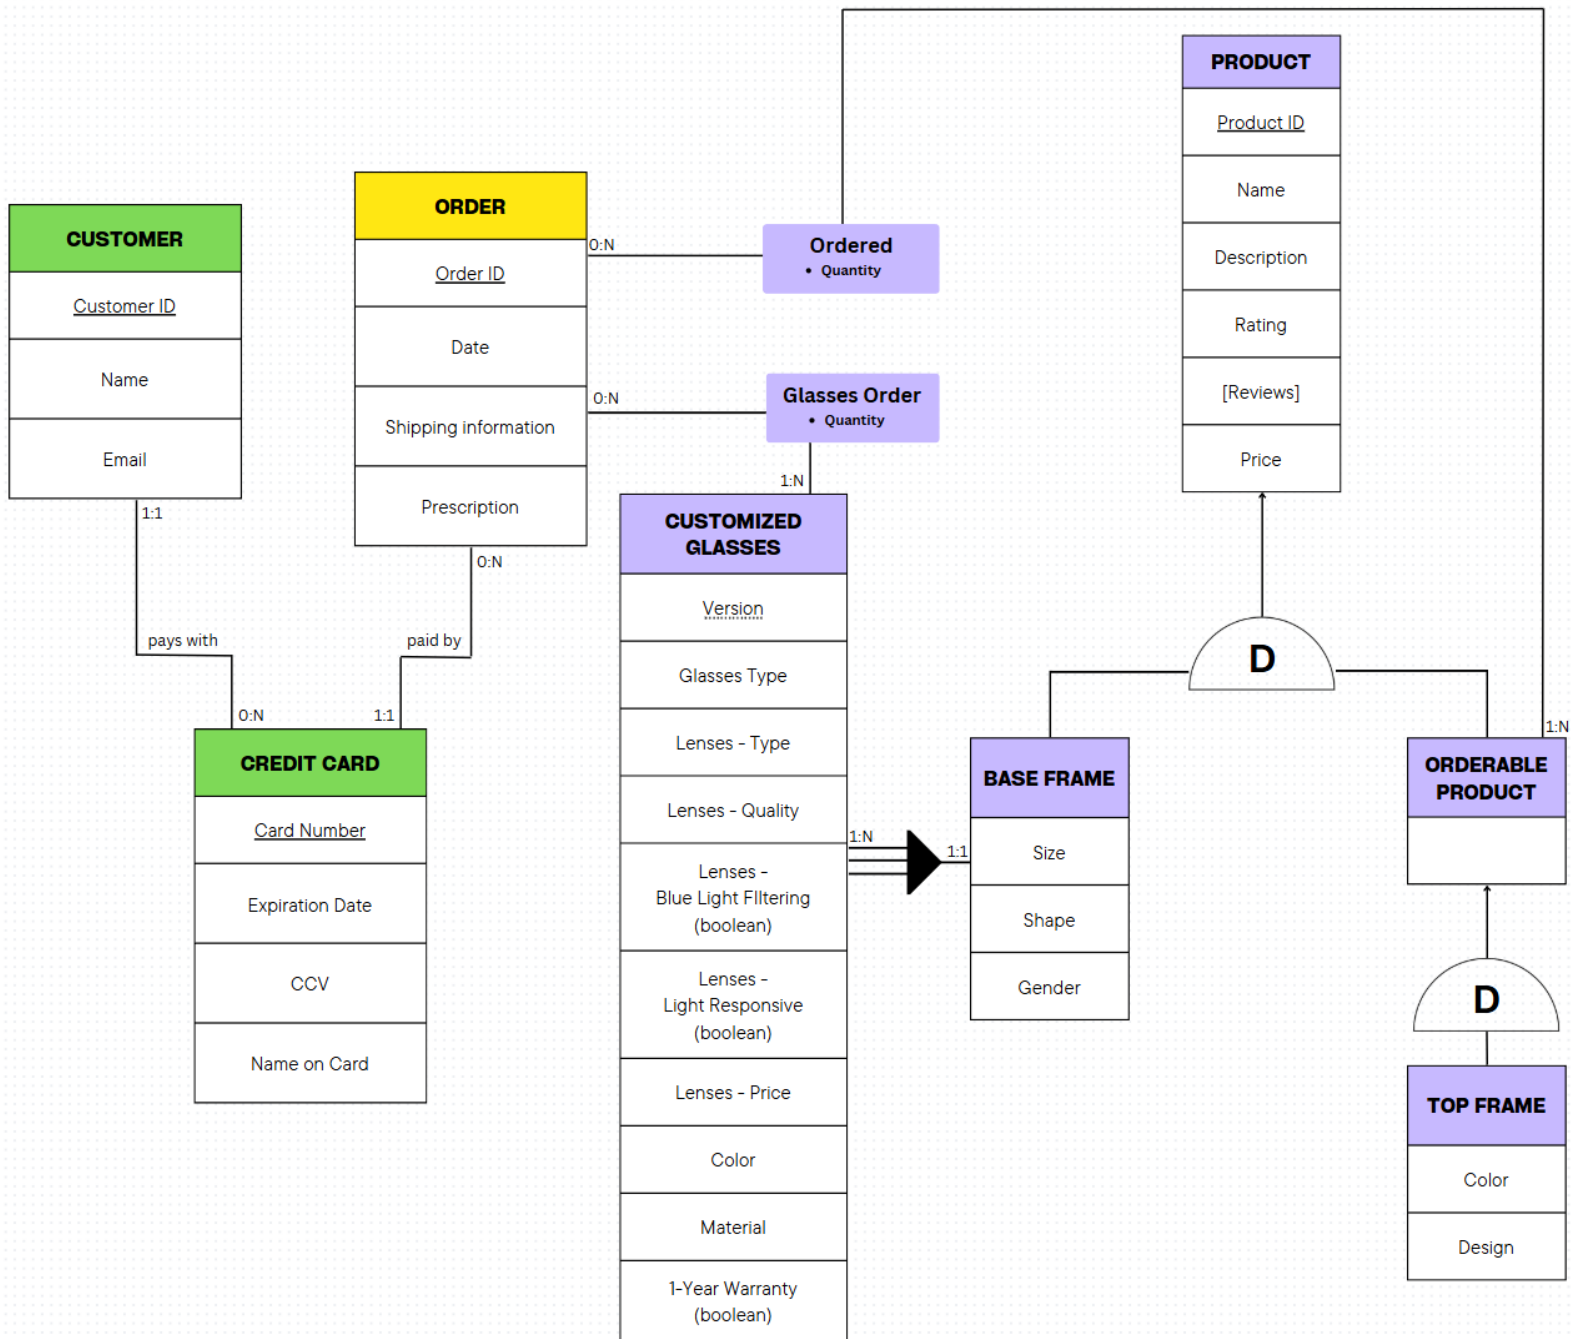 CUSTOMER
Customer ID
Name
Email
1:1
pays with
0:N
ORDER
Order ID
Date
Shipping information
Prescription
0:N
paid by
1:1
CREDIT CARD
Card Number
Expiration Date
CCV
Name on Card
0:N
Ordered
• Quantity
0:N
Glasses Order
• Quantity
1:N
CUSTOMIZED
GLASSES
Version
Glasses Type
Lenses - Type
Lenses - Quality
Lenses -
Blue Light FIltering
(boolean)
Lenses -
Light Responsive
(boolean)
Lenses - Price
Color
Material
1-Year Warranty
(boolean)
1:N
1:1
BASE FRAME
Size
Shape
Gender
PRODUCT
Product ID
Name
Description
Rating
[Reviews]
Price
D
1:N
ORDERABLE
PRODUCT
D
TOP FRAME
Color
Design